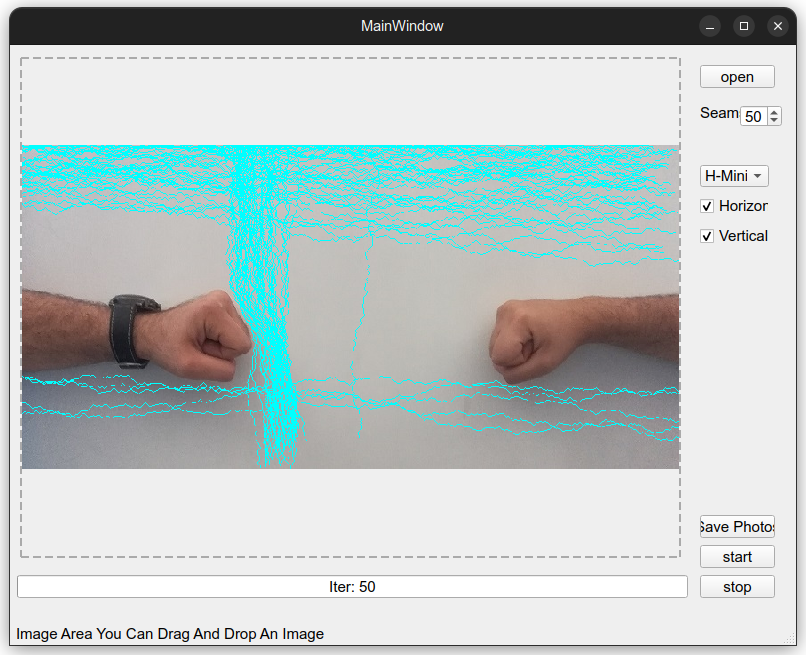 MainWindow
open
Seam
50
H-Mini
Horizor
Vertical
Save Photos
start
Iter: 50
stop
Image Area You Can Drag And Drop An Image